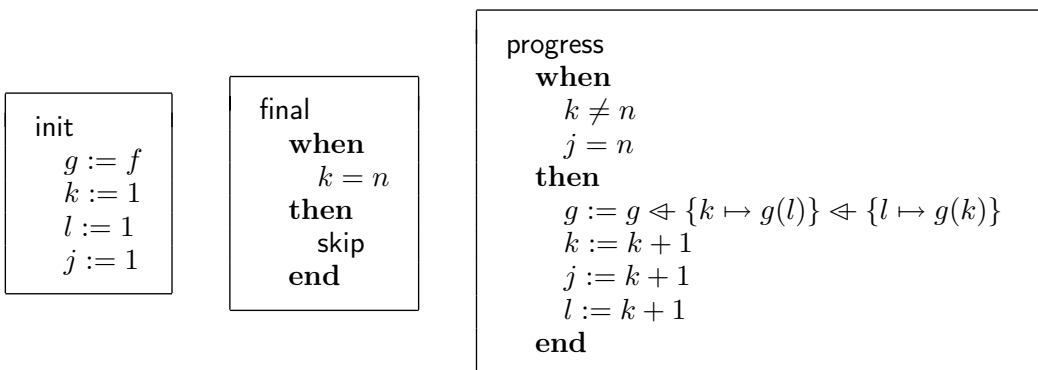 init
g := f
k := 1
l := 1
j := 1
final
when
k = n
then
skip
end
progress
when
k ≠ n
j = n
then
g := g ⩤ {k ↦ g(l)} ⩤ {l ↦ g(k)}
k := k + 1
j := k + 1
l := k + 1
end